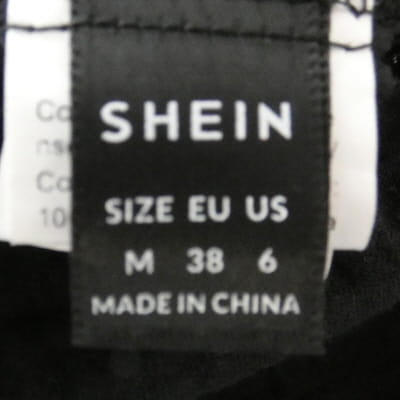 SHEIN
SIZE EU US
M 38 6
MADE IN CHINA